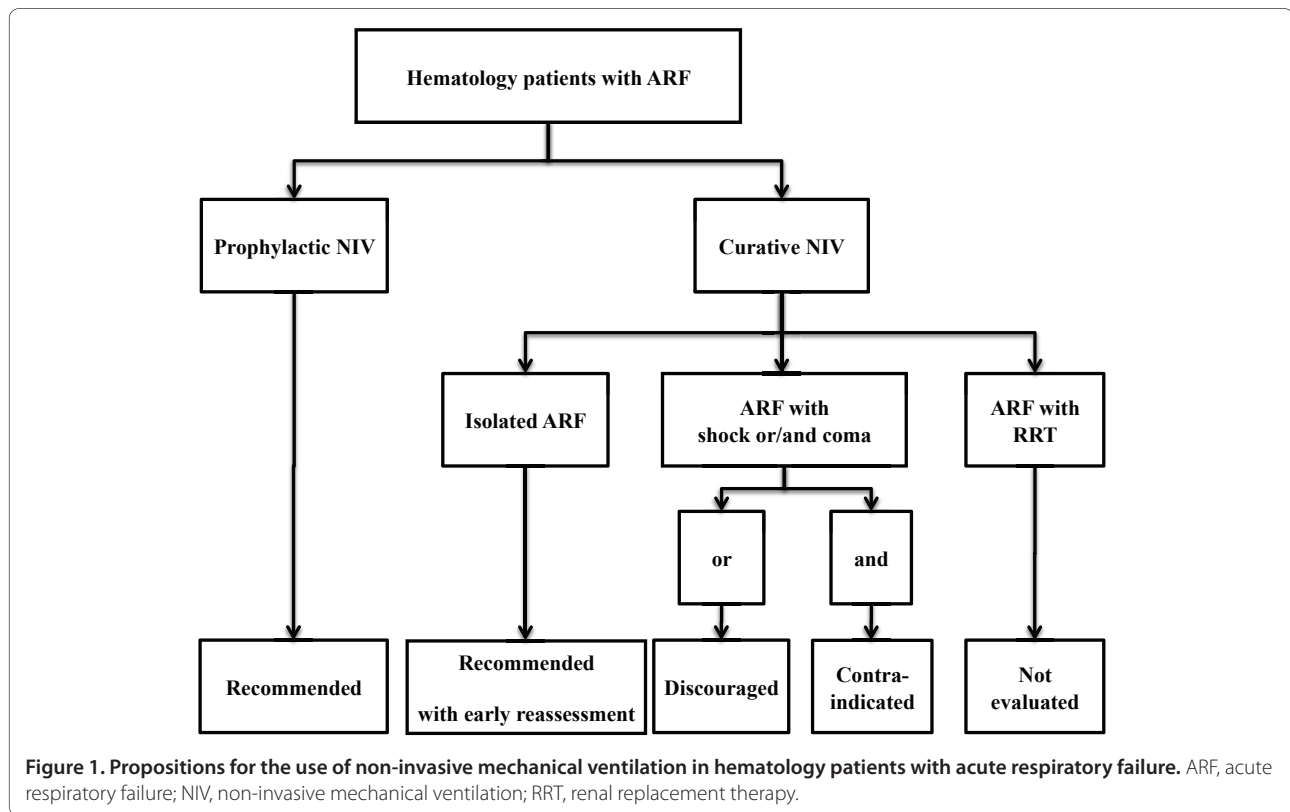 Hematology patients with ARF
Prophylactic NIV
Curative NIV
Isolated ARF
ARF with
shock or/and coma
ARF with
RRT
or
and
Recommended
Recommended
with early reassessment
Discouraged
Contra-
indicated
Not
evaluated
Figure 1. Propositions for the use of non-invasive mechanical ventilation in hematology patients with acute respiratory failure. ARF, acute
respiratory failure; NIV, non-invasive mechanical ventilation; RRT, renal replacement therapy.